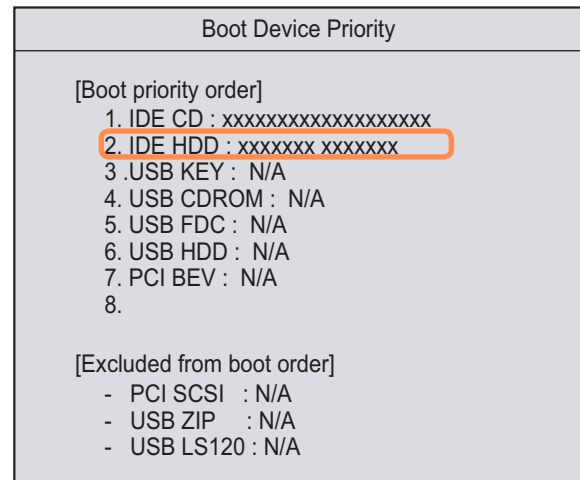 Boot Device Priority
[Boot priority order]
1. IDE CD : xxxxxxxxxxxxxxxxxxx
2. IDE HDD : xxxxxxx xxxxxxx
3 .USB KEY :  N/A
4. USB CDROM :  N/A
5. USB FDC :  N/A
6. USB HDD :  N/A
7. PCI BEV :  N/A
8.
[Excluded from boot order]
-  PCI SCSI   : N/A
-  USB ZIP    : N/A
-  USB LS120 : N/A